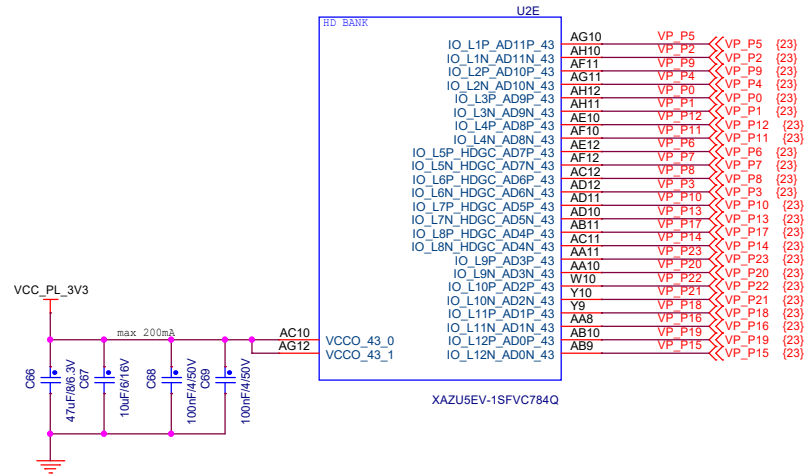 U2E
HD BANK
IO_L1P_AD11P_43 AG10 VP_P5 VP_P5 {23}
IO_L1N_AD11N_43 AH10 VP_P2 VP_P2 {23}
IO_L2P_AD10P_43 AF11 VP_P9 VP_P9 {23}
IO_L2N_AD10N_43 AG11 VP_P4 VP_P4 {23}
IO_L3P_AD9P_43 AH12 VP_P0 VP_P0 {23}
IO_L3N_AD9N_43 AH11 VP_P1 VP_P1 {23}
IO_L4P_AD8P_43 AE10 VP_P12 VP_P12 {23}
IO_L4N_AD8N_43 AF10 VP_P11 VP_P11 {23}
IO_L5P_HDGC_AD7P_43 AE12 VP_P6 VP_P6 {23}
IO_L5N_HDGC_AD7N_43 AF12 VP_P7 VP_P7 {23}
IO_L6P_HDGC_AD6P_43 AC12 VP_P8 VP_P8 {23}
IO_L6N_HDGC_AD6N_43 AD12 VP_P3 VP_P3 {23}
IO_L7P_HDGC_AD5P_43 AD11 VP_P10 VP_P10 {23}
IO_L7N_HDGC_AD5N_43 AD10 VP_P13 VP_P13 {23}
IO_L8P_HDGC_AD4P_43 AB11 VP_P17 VP_P17 {23}
IO_L8N_HDGC_AD4N_43 AC11 VP_P14 VP_P14 {23}
IO_L9P_AD3P_43 AA11 VP_P23 VP_P23 {23}
IO_L9N_AD3N_43 AA10 VP_P20 VP_P20 {23}
IO_L10P_AD2P_43 W10 VP_P22 VP_P22 {23}
IO_L10N_AD2N_43 Y10 VP_P21 VP_P21 {23}
IO_L11P_AD1P_43 Y9 VP_P18 VP_P18 {23}
IO_L11N_AD1N_43 AA8 VP_P16 VP_P16 {23}
IO_L12P_AD0P_43 AB10 VP_P19 VP_P19 {23}
IO_L12N_AD0N_43 AB9 VP_P15 VP_P15 {23}
VCC_PL_3V3
max 200mA
AC10 VCCO_43_0
AG12 VCCO_43_1
C66 47uF/8/6.3V
C67 10uF/6/16V
C68 100nF/4/50V
C69 100nF/4/50V
XAZU5EV-1SFVC784Q